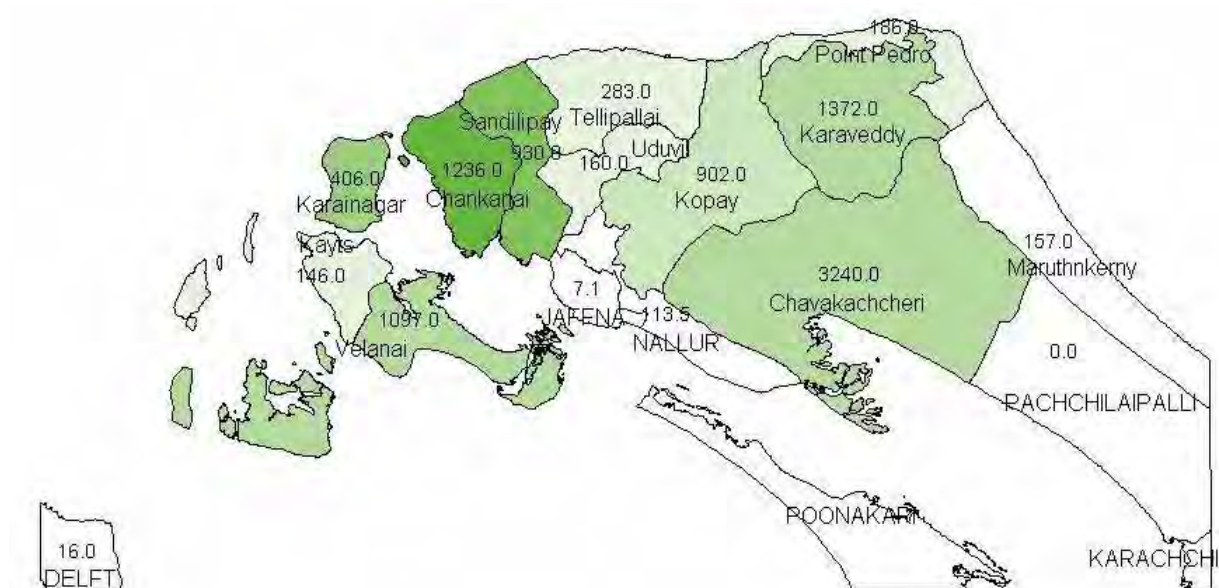 186.0
Point Pedro
283.0
Tellipallai
1372.0
Karaveddy
Sandilipay
930.8
Uduvil
160.0
1236.0
Chankanai
902.0
Kopay
406.0
Karainagar
Kayts
146.0
157.0
Maruthnkerny
3240.0
Chavakachcheri
7.1
JAFFNA
113.5
NALLUR
1097.0
Velanai
0.0
PACHCHILAIPALLI
POONAKARI
16.0
DELFT
KARACHCHI